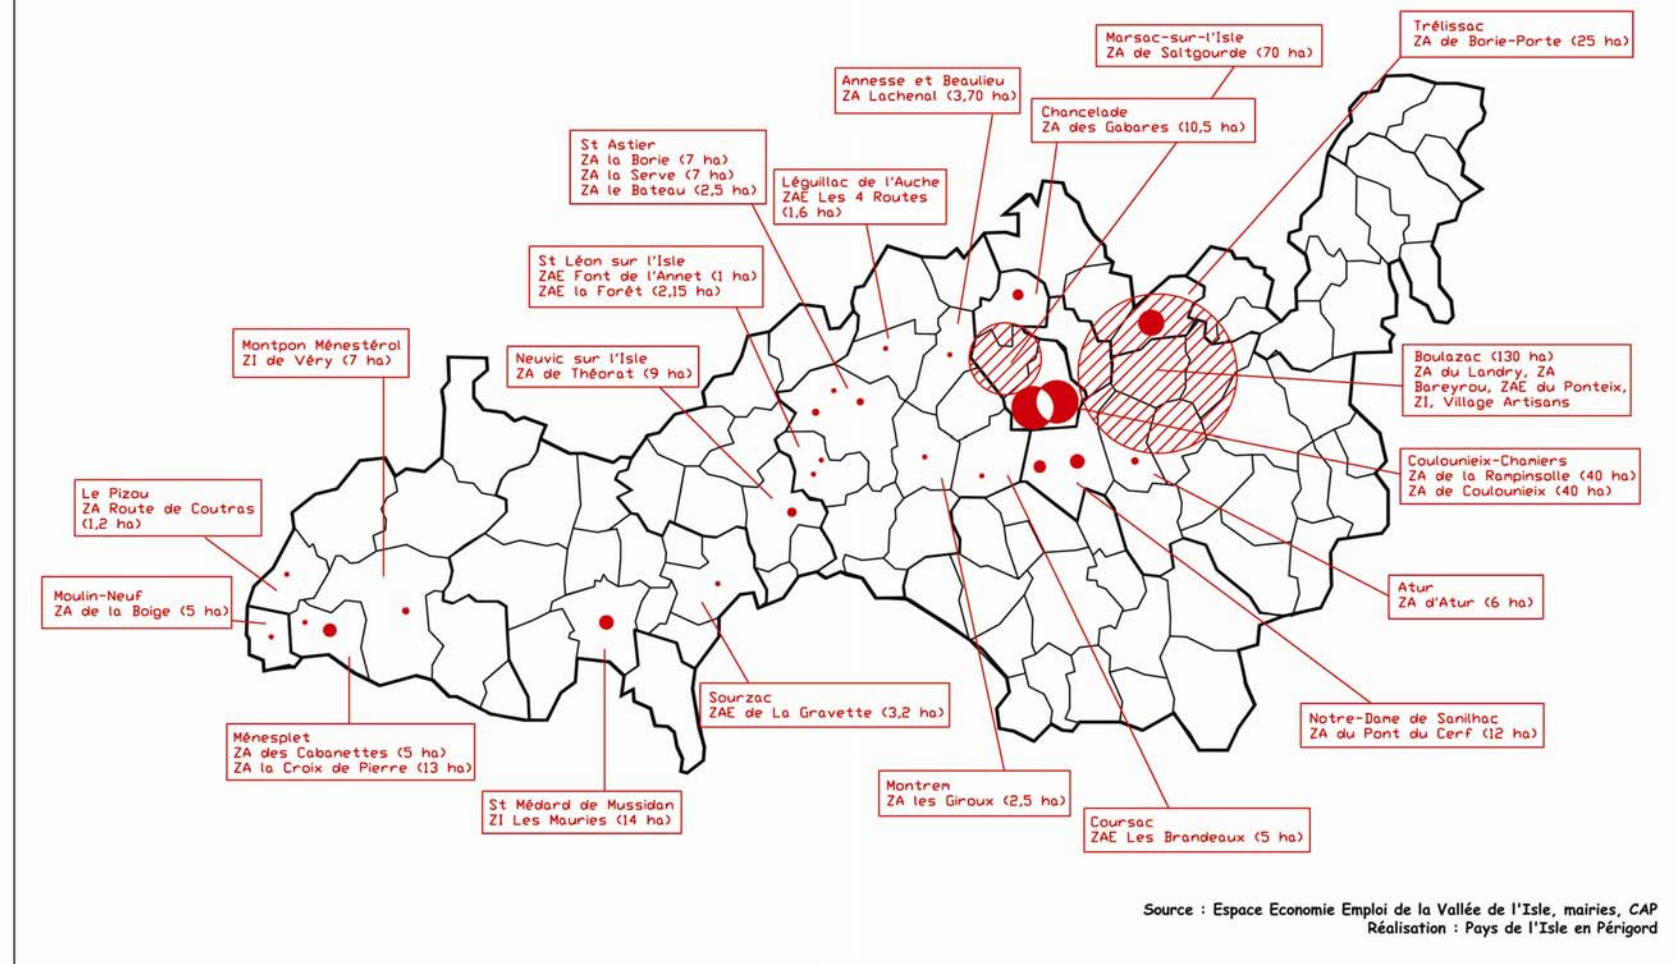 Trélissac
ZA de Borie-Porte (25 ha)
Marsac-sur-l'Isle
ZA de Saltgourde (70 ha)
Annesse et Beaulieu
ZA Lachenal (3,70 ha)
Chancelade
ZA des Gabares (10,5 ha)
St Astier
ZA la Borie (7 ha)
ZA la Serve (7 ha)
ZA le Bateau (2,5 ha)
Léguillac de l'Auche
ZAE Les 4 Routes
(1,6 ha)
St Léon sur l'Isle
ZAE Font de l'Annet (1 ha)
ZAE la Forêt (2,15 ha)
Montpon Ménestérol
ZI de Véry (7 ha)
Neuvic sur l'Isle
ZA de Théorat (9 ha)
Boulazac (130 ha)
ZA du Landry, ZA
Bareyrou, ZAE du Ponteix,
ZI, Village Artisans
Coulounieix-Chamiers
ZA de la Rampinsolle (40 ha)
ZA de Coulounieix (40 ha)
Le Pizou
ZA Route de Coutras
(1,2 ha)
Moulin-Neuf
ZA de la Boige (5 ha)
Atur
ZA d'Atur (6 ha)
Sourzac
ZAE de La Gravette (3,2 ha)
Notre-Dame de Sanilhac
ZA du Pont du Cerf (12 ha)
Ménesplet
ZA des Cabanettes (5 ha)
ZA la Croix de Pierre (13 ha)
Montrem
ZA les Giroux (2,5 ha)
St Médard de Mussidan
ZI Les Mauries (14 ha)
Coursac
ZAE Les Brandeaux (5 ha)
Source : Espace Economie Emploi de la Vallée de l'Isle, mairies, CAP
Réalisation : Pays de l'Isle en Périgord